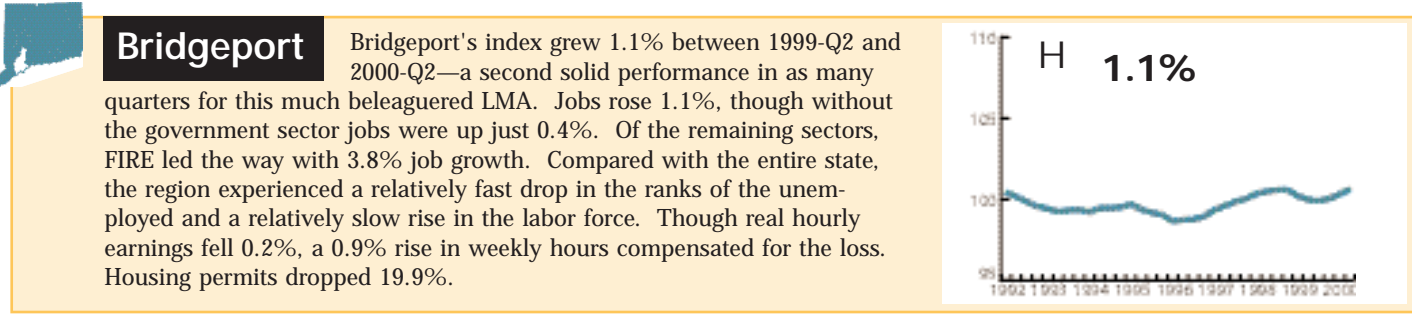 Bridgeport
Bridgeport's index grew 1.1% between 1999-Q2 and
2000-Q2—a second solid performance in as many
quarters for this much beleaguered LMA. Jobs rose 1.1%, though without
the government sector jobs were up just 0.4%. Of the remaining sectors,
FIRE led the way with 3.8% job growth. Compared with the entire state,
the region experienced a relatively fast drop in the ranks of the unem-
ployed and a relatively slow rise in the labor force. Though real hourly
earnings fell 0.2%, a 0.9% rise in weekly hours compensated for the loss.
Housing permits dropped 19.9%.
H 1.1%
110
105
100
95
1992 1993 1994 1995 1996 1997 1998 1999 2000